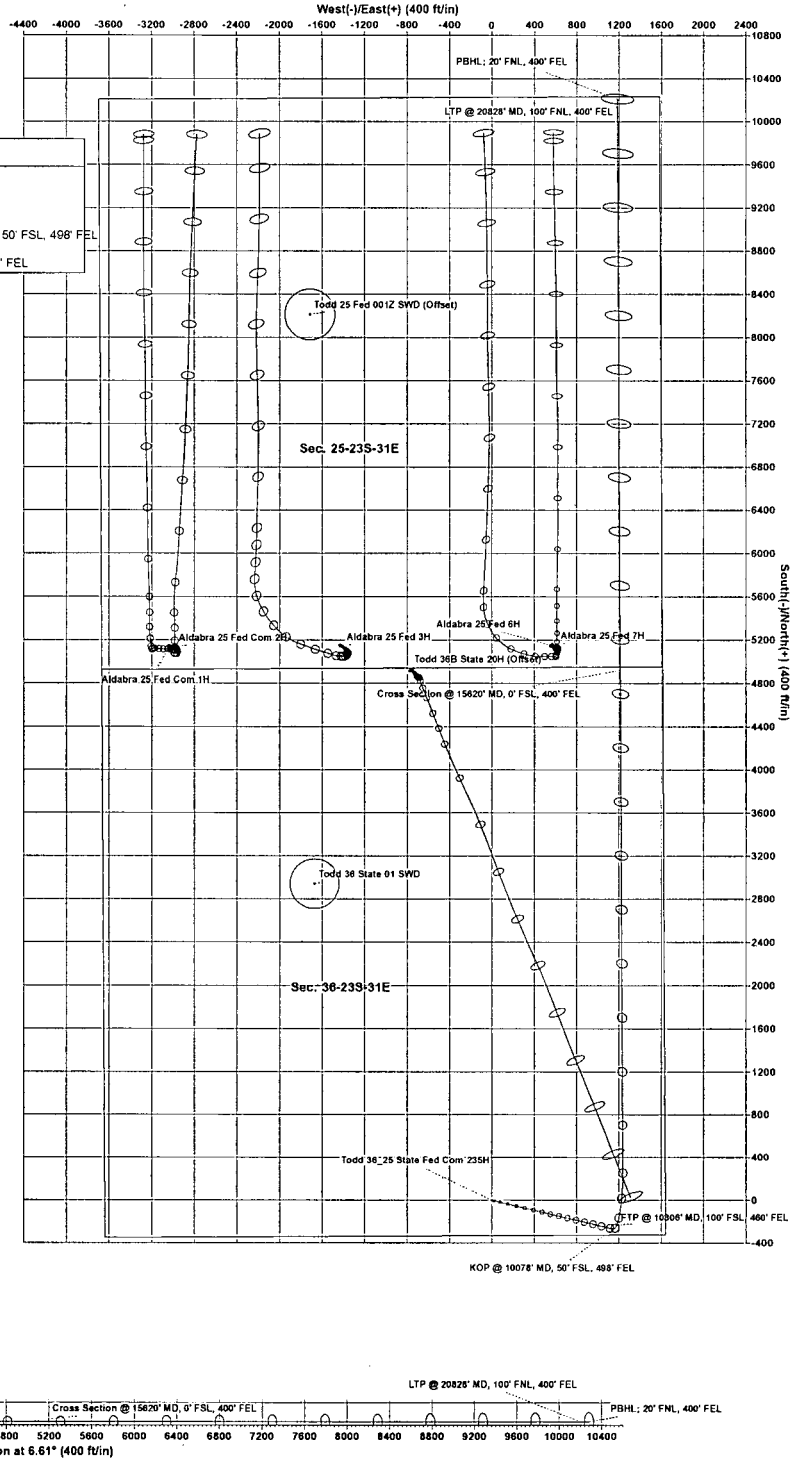 West(-)/East(+) (400 ft/in)
-4400 -4000 -3600 -3200 -2800 -2400 -2000 -1600 -1200 -800 -400 0 400 800 1200 1600 2000 2400
10800
PBHL; 20' FNL, 400' FEL
10400
LTP @ 20828' MD, 100' FNL, 400' FEL
10000
9600
50' FSL, 498' FEL
9200
' FEL
8800
8400
Todd 25 Fed 001Z SWD (Offset)
8000
7600
7200
Sec. 25-23S-31E
6800
6400
6000
South(-)/North(+) (400 ft/in)
5600
Aldabra 25 Fed Com 2H
Aldabra 25 Fed 3H
Aldabra 25 Fed 6H
Aldabra 25 Fed 7H
5200
Todd 36B State 20H (Offset)
Aldabra 25 Fed Com 1H
4800
Cross Section @ 15620' MD, 0' FSL, 400' FEL
4400
4000
3600
3200
Todd 36 State 01 SWD
2800
2400
Sec. 36-23S-31E
2000
1600
1200
800
Todd 36_25 State Fed Com 235H
400
0
FTP @ 10306' MD, 100' FSL, 460' FEL
-400
KOP @ 10078' MD, 50' FSL, 498' FEL
LTP @ 20828' MD, 100' FNL, 400' FEL
Cross Section @ 15620' MD, 0' FSL, 400' FEL
PBHL; 20' FNL, 400' FEL
800 5200 5600 6000 6400 6800 7200 7600 8000 8400 8800 9200 9600 10000 10400
on at 6.61° (400 ft/in)